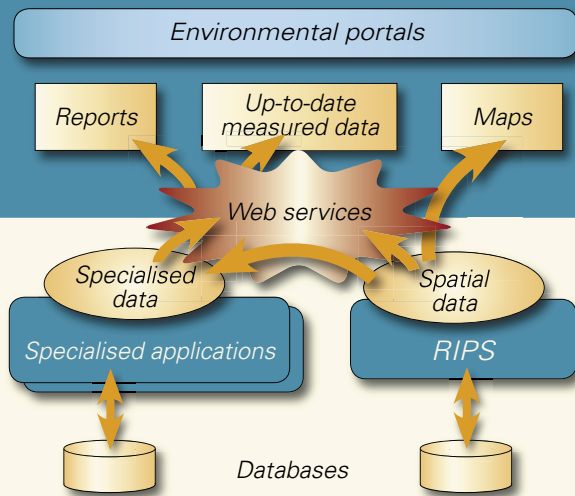 Environmental portals
Reports
Up-to-date
measured data
Maps
Web services
Specialised
data
Spatial
data
Specialised applications
RIPS
Databases